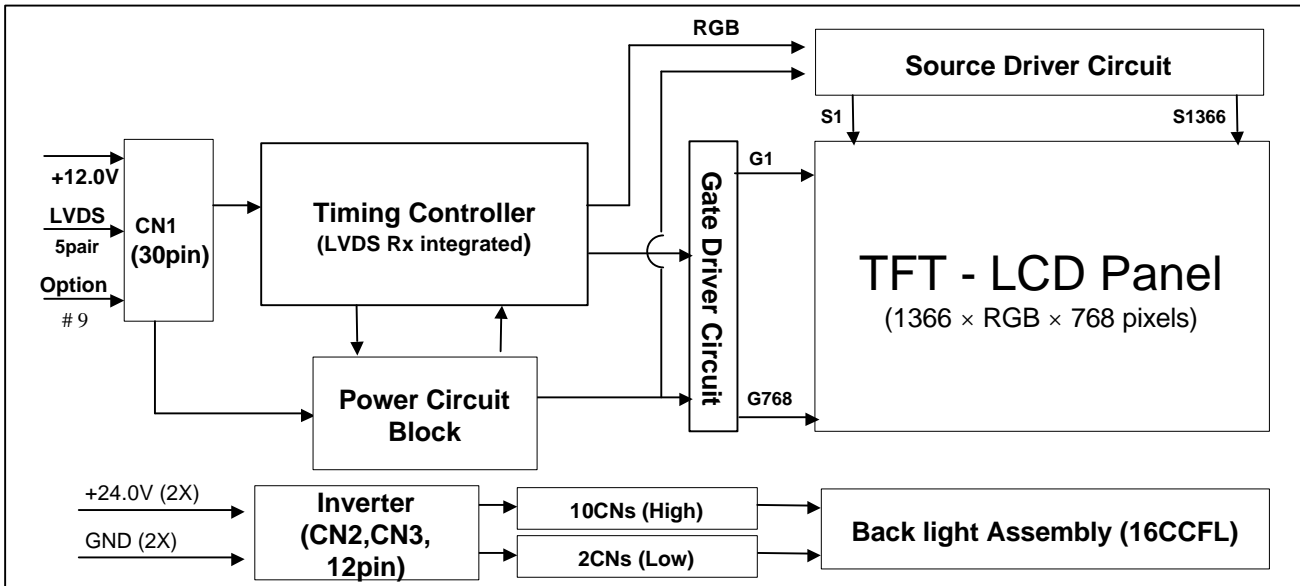 RGB
Source Driver Circuit
S1
S1366
+12.0V
LVDS
5pair
Option
# 9
CN1
(30pin)
Timing Controller
(LVDS Rx integrated)
Power Circuit
Block
G1
Gate Driver Circuit
G768
TFT - LCD Panel
(1366 × RGB × 768 pixels)
+24.0V (2X)
GND (2X)
Inverter
(CN2,CN3,
12pin)
10CNs (High)
2CNs (Low)
Back light Assembly (16CCFL)